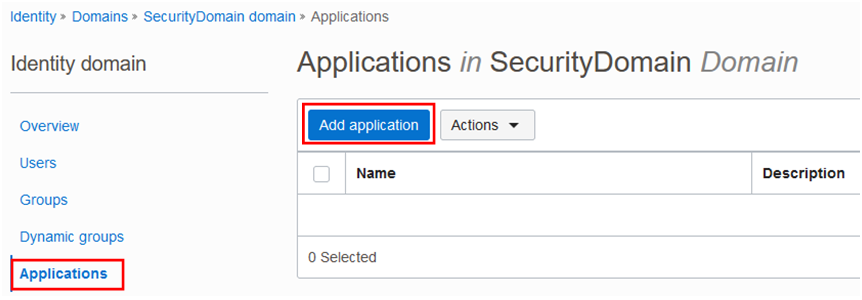 Identity » Domains » SecurityDomain domain » Applications
Identity domain
Overview
Users
Groups
Dynamic groups
Applications
Applications in SecurityDomain Domain
Add application Actions
Name Description
0 Selected